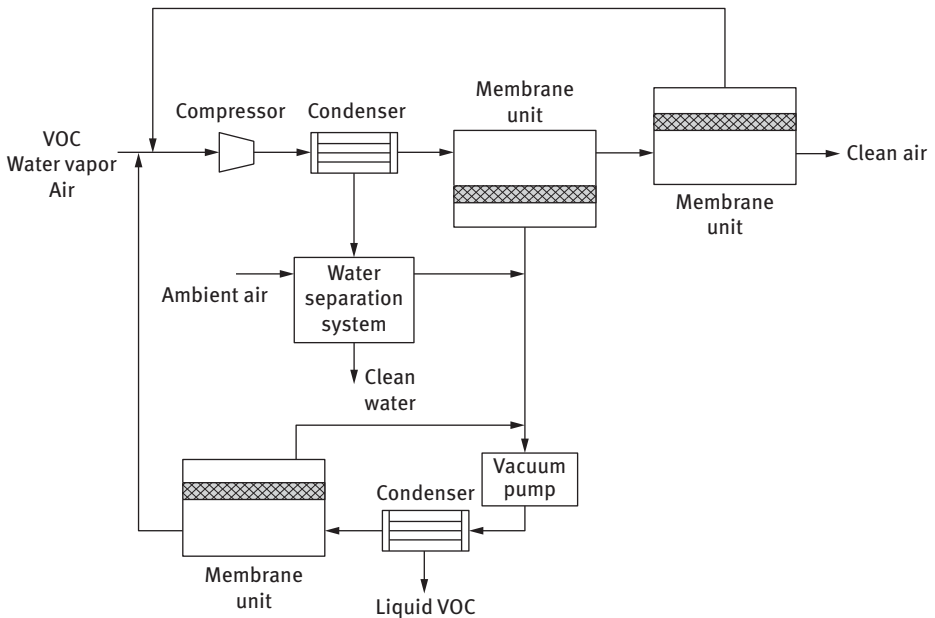 Compressor
Condenser
Membrane
unit
VOC
Water vapor
Air
Clean air
Membrane
unit
Ambient air
Water
separation
system
Clean
water
Vacuum
pump
Condenser
Membrane
unit
Liquid VOC